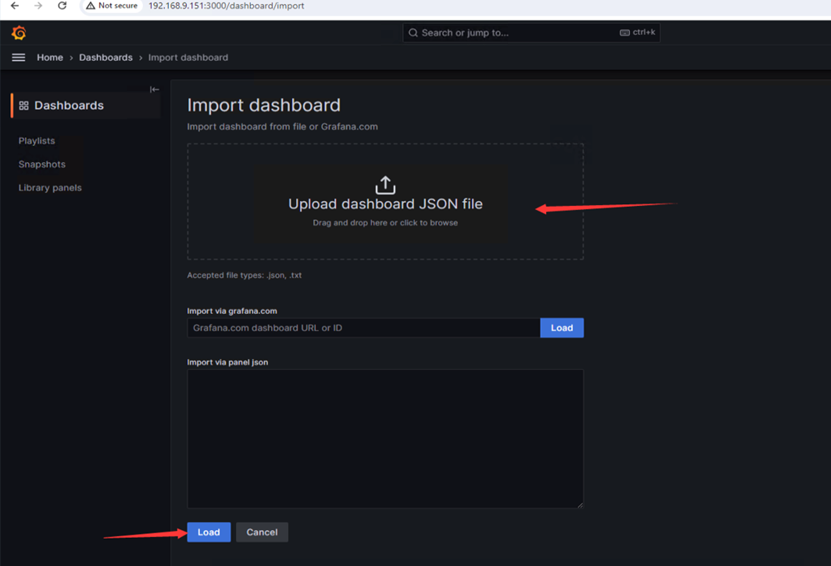 Not secure 192.168.9.151:3000/dashboard/import
Search or jump to... ctrl+k
Home › Dashboards › Import dashboard
Dashboards
Playlists
Snapshots
Library panels
Import dashboard
Import dashboard from file or Grafana.com
Upload dashboard JSON file
Drag and drop here or click to browse
Accepted file types: .json, .txt
Import via grafana.com
Grafana.com dashboard URL or ID Load
Import via panel json
Load Cancel